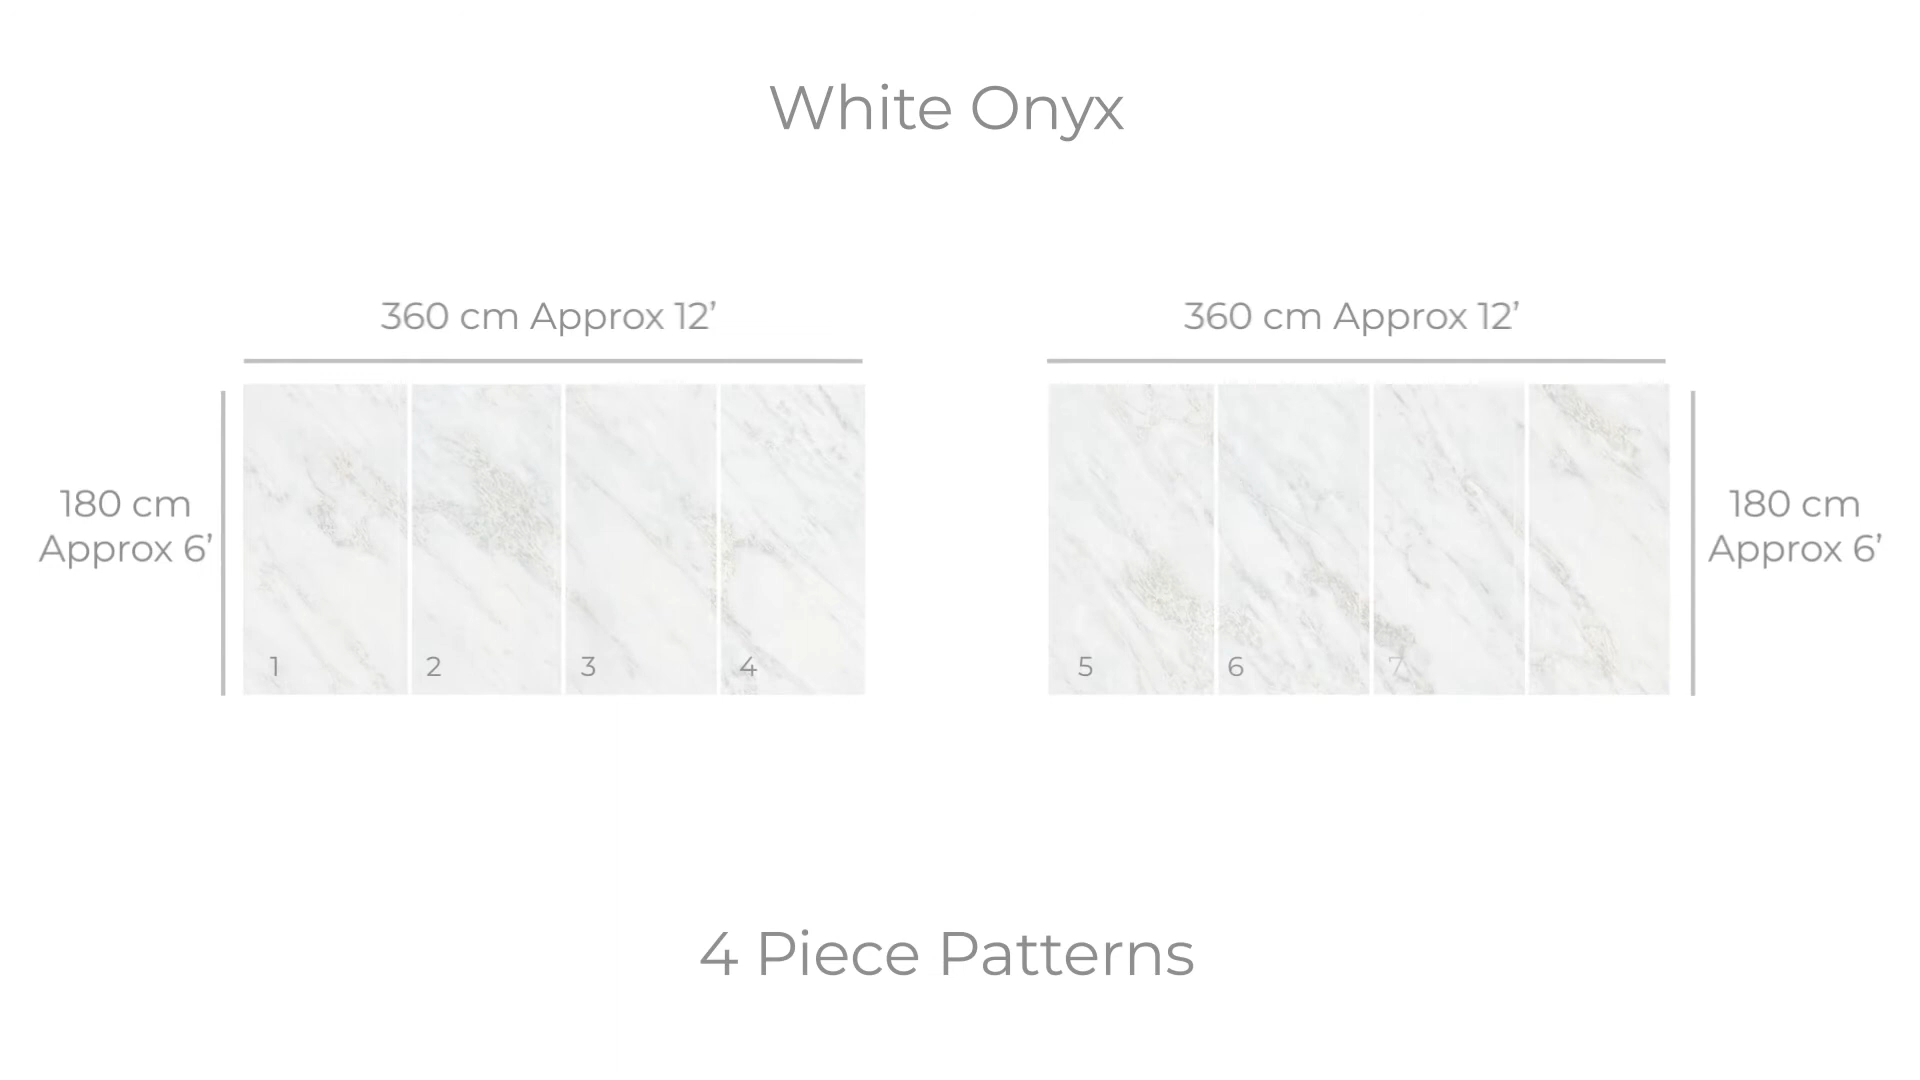 White Onyx
360 cm Approx 12’
360 cm Approx 12’
180 cm
Approx 6’
1
2
3
4
5
6
7
180 cm
Approx 6’
4 Piece Patterns